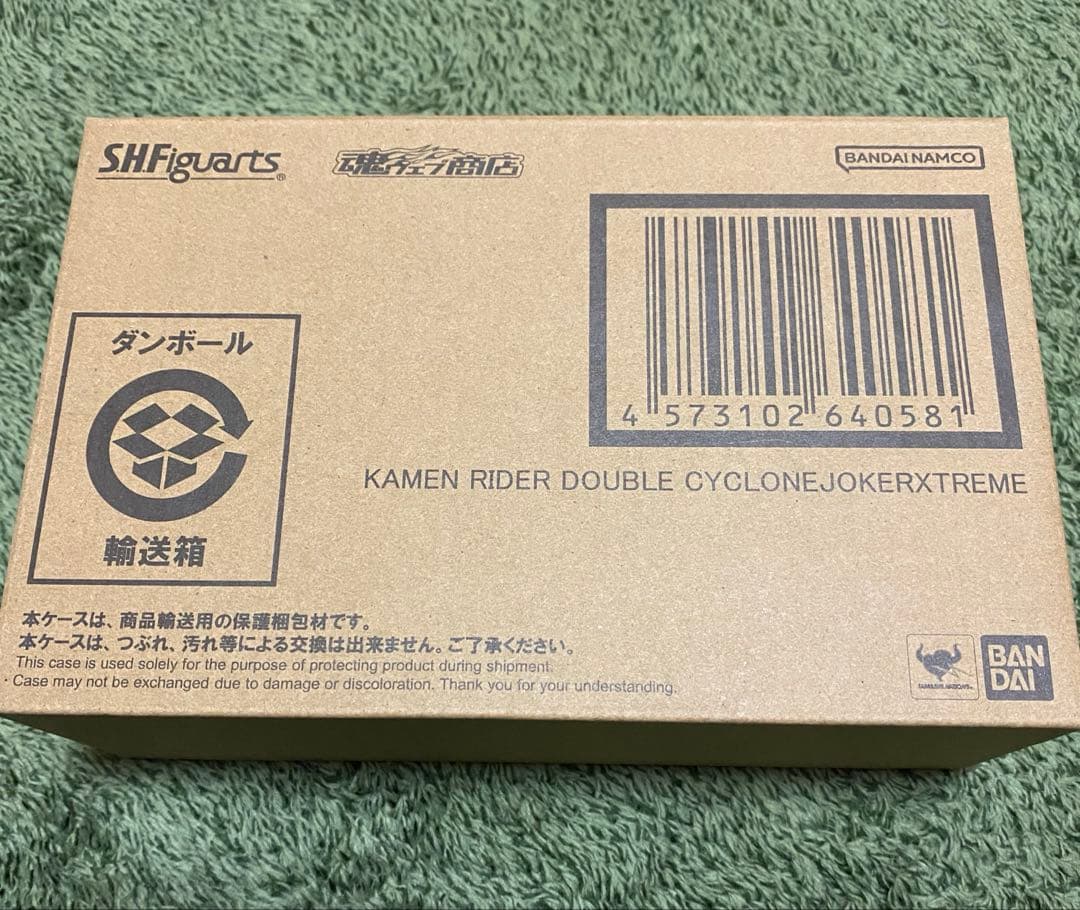 S.H.Figuarts®
魂ウェブ商店
BANDAI NAMCO
4 573102 640581
KAMEN RIDER DOUBLE CYCLONEJOKERXTREME
ダンボール
輸送箱
本ケースは、商品輸送用の保護梱包材です。
本ケースは、つぶれ、汚れ等による交換は出来ません。ご了承ください。
This case is used solely for the purpose of protecting product during shipment.
・Case may not be exchanged due to damage or discoloration. Thank you for your understanding.
TAMASHII NATIONS
BAN
DAI